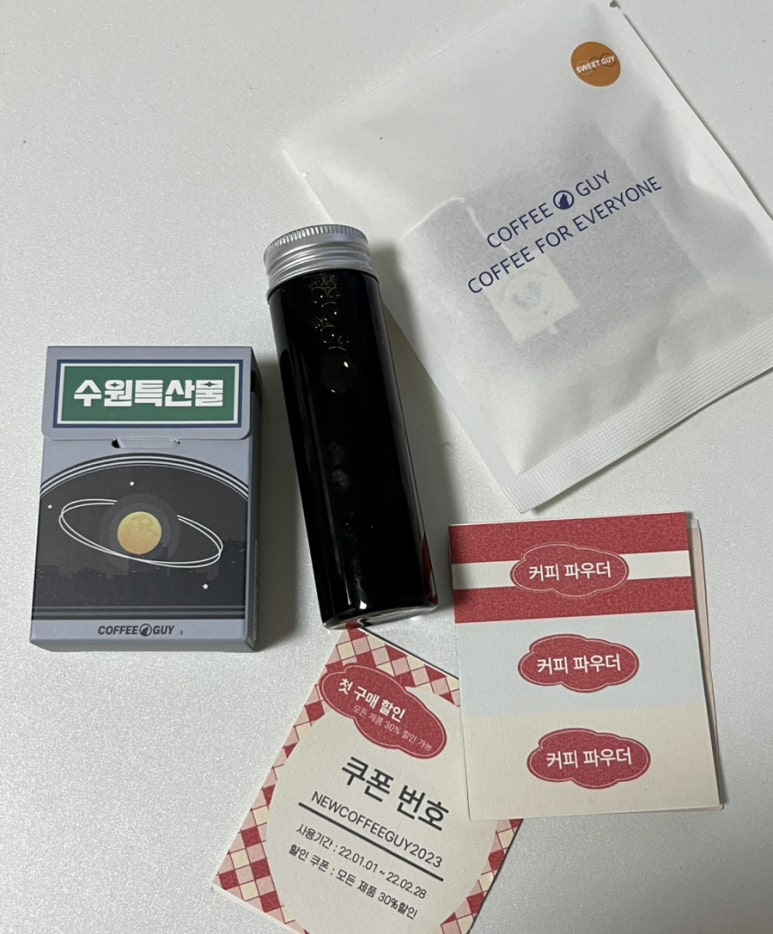 SWEET GUY
COFFEE GUY
COFFEE FOR EVERYONE
수원특산물
COFFEE GUY
커피 파우더
커피 파우더
커피 파우더
첫 구매 할인
모든 제품 30% 할인 가능
쿠폰 번호
NEWCOFFEEGUY2023
사용기간 : 22.01.01 ~ 22.02.28
할인 쿠폰 : 모든 제품 30%할인